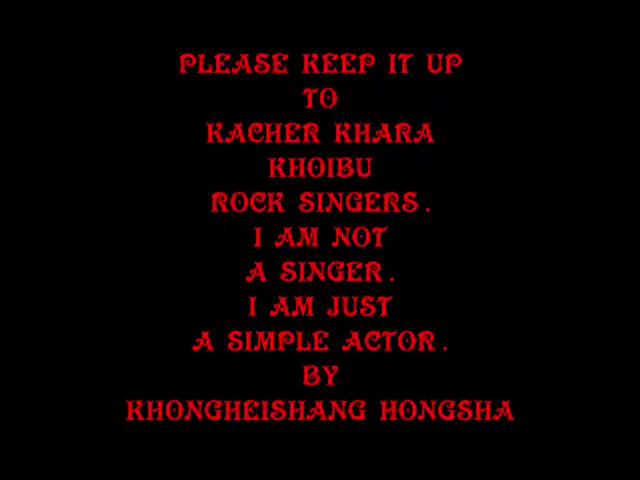 PLEASE KEEP IT UP
TO
KACHER KHARA
KHOIBU
ROCK SINGERS.
I AM NOT
A SINGER.
I AM JUST
A SIMPLE ACTOR.
BY
KHONGHEISHANG HONGSHA